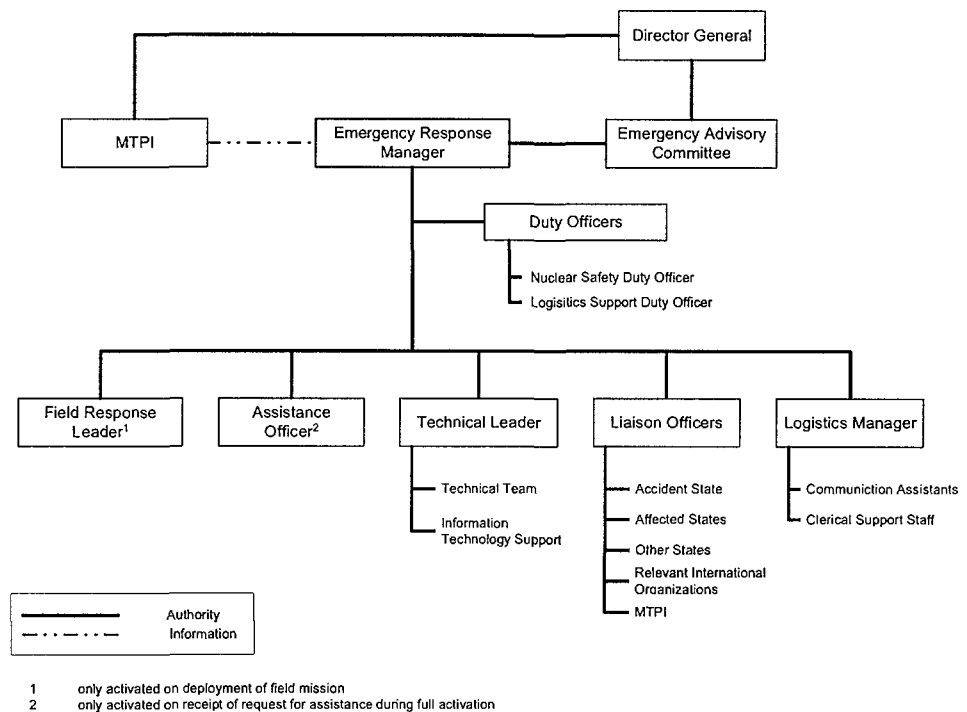 Director General
MTPI
Emergency Response
Manager
Emergency Advisory
Committee
Duty Officers
Nuclear Safety Duty Officer
Logisitics Support Duty Officer
Field Response
Leader¹
Assistance
Officer²
Technical Leader
Liaison Officers
Logistics Manager
Technical Team
Information
Technology Support
Accident State
Affected States
Other States
Relevant International
Organizations
MTPI
Communiction Assistants
Clerical Support Staff
Authority
Information
1 only activated on deployment of field mission
2 only activated on receipt of request for assistance during full activation